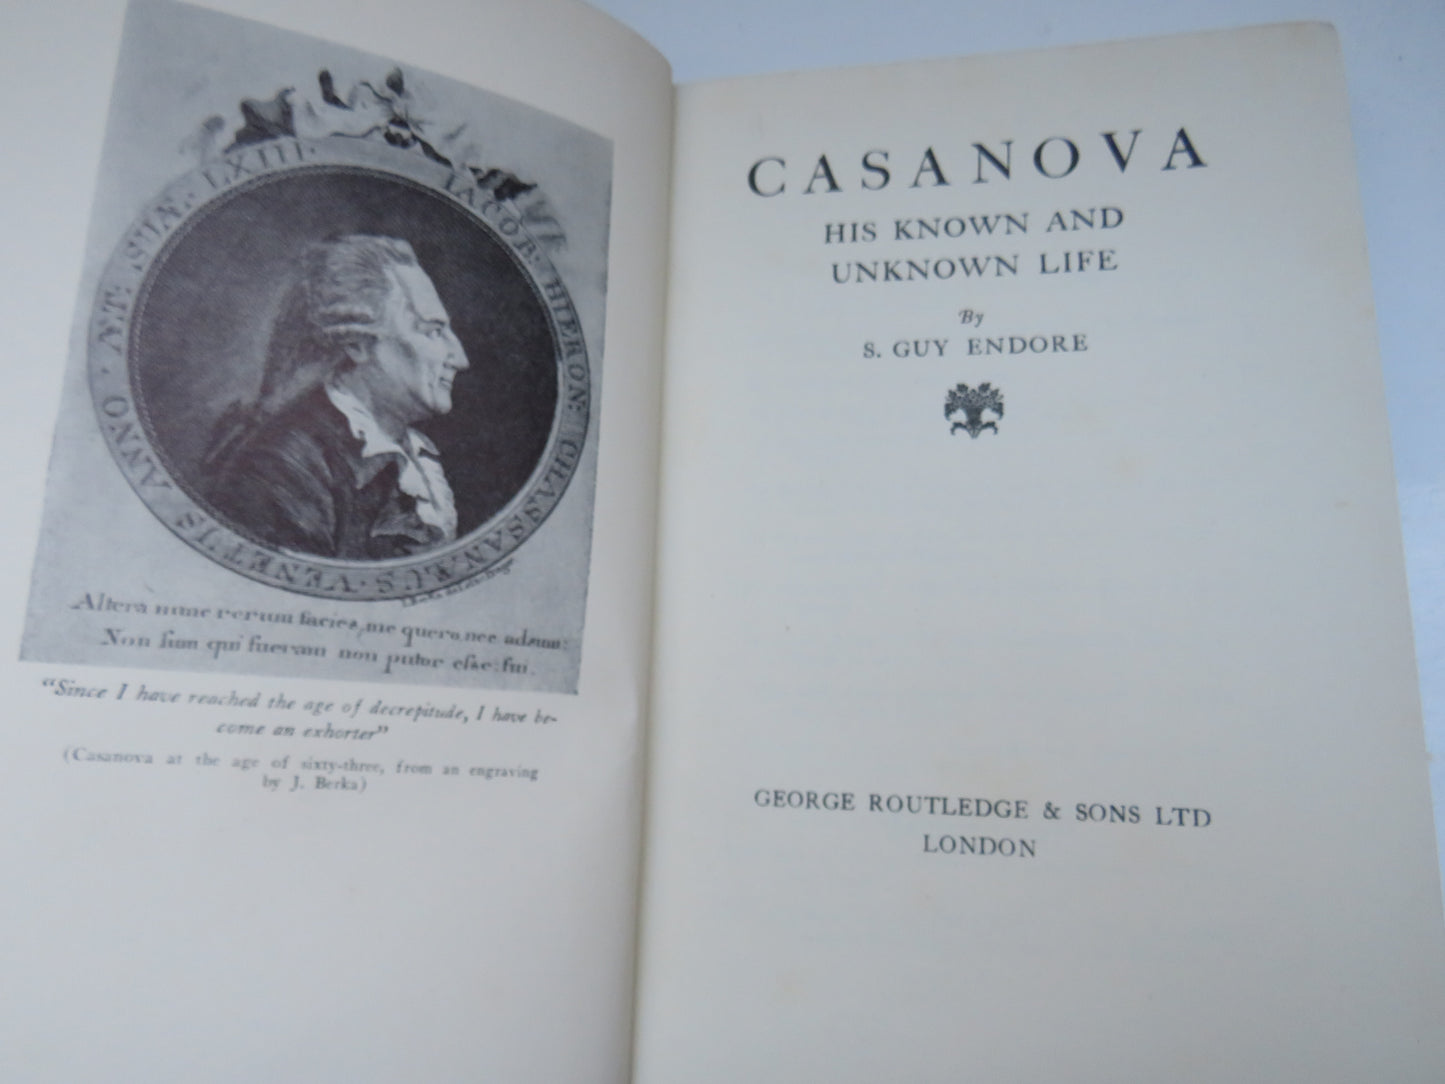 IACOB: HIERON: CHASSANÆUS · VENETUS ANNO · ÆT: SUÆ: LXIII ·
Altera nunc rerum facies, me quero, nec adsum:
Non sum qui fueram non putor esse: fui.
"Since I have reached the age of decrepitude, I have be-
come an exhorter"
(Casanova at the age of sixty-three, from an engraving
by J. Berka)
CASANOVA
HIS KNOWN AND
UNKNOWN LIFE
By
S. GUY ENDORE
GEORGE ROUTLEDGE & SONS LTD
LONDON